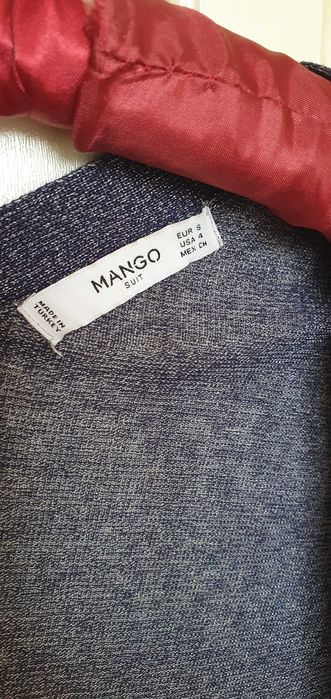 MANGO
SUIT
EUR S
USA 4
MEX CH
MADE IN
TURKEY